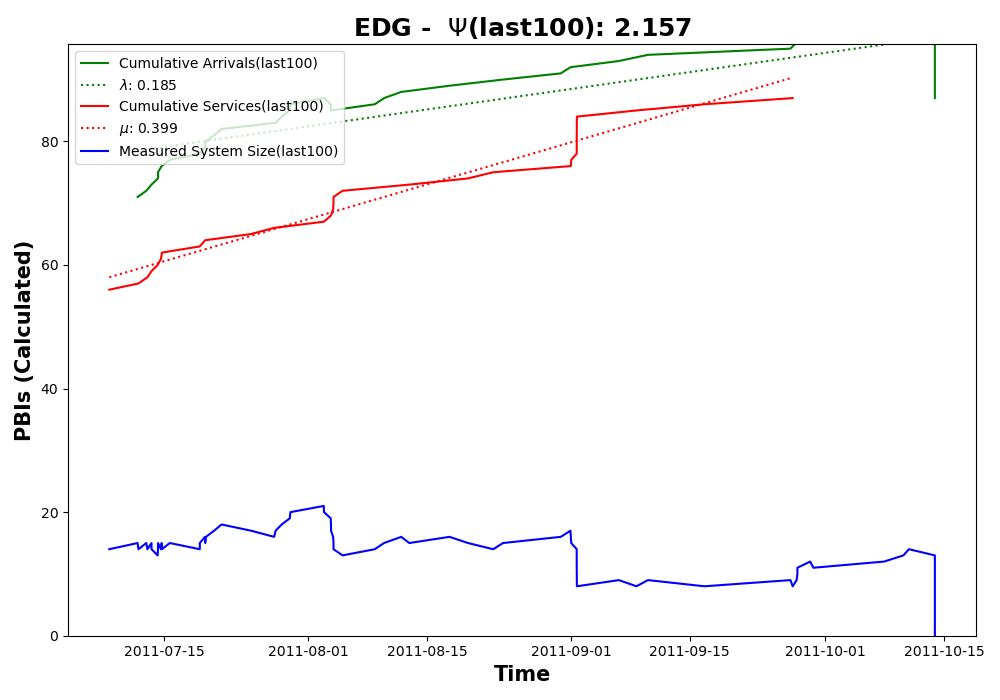 EDG - Ψ(last100): 2.157
Cumulative Arrivals(last100)
λ: 0.185
Cumulative Services(last100)
μ: 0.399
Measured System Size(last100)
PBIs (Calculated)
80
60
40
20
0
2011-07-15
2011-08-01
2011-08-15
2011-09-01
2011-09-15
2011-10-01
2011-10-15
Time